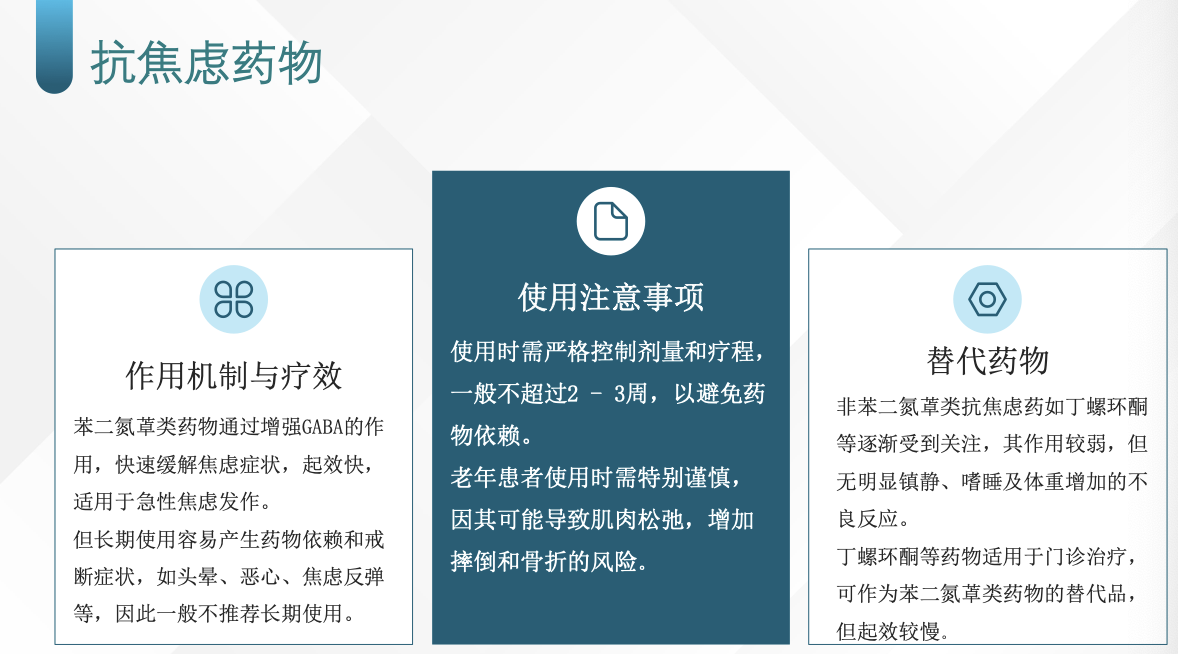 抗焦虑药物
作用机制与疗效
苯二氮䓬类药物通过增强GABA的作
用，快速缓解焦虑症状，起效快，
适用于急性焦虑发作。
但长期使用容易产生药物依赖和戒
断症状，如头晕、恶心、焦虑反弹
等，因此一般不推荐长期使用。
使用注意事项
使用时需严格控制剂量和疗程，
一般不超过2 - 3周，以避免药
物依赖。
老年患者使用时需特别谨慎，
因其可能导致肌肉松弛，增加
摔倒和骨折的风险。
替代药物
非苯二氮䓬类抗焦虑药如丁螺环酮
等逐渐受到关注，其作用较弱，但
无明显镇静、嗜睡及体重增加的不
良反应。
丁螺环酮等药物适用于门诊治疗，
可作为苯二氮䓬类药物的替代品，
但起效较慢。